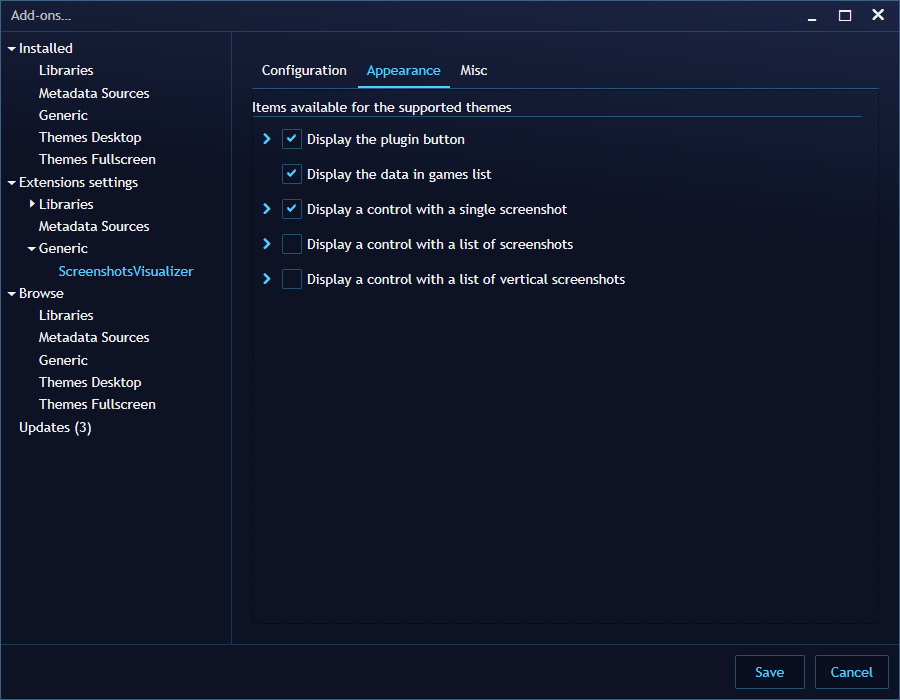 Add-ons...
Installed
Libraries
Metadata Sources
Generic
Themes Desktop
Themes Fullscreen
Extensions settings
Libraries
Metadata Sources
Generic
ScreenshotsVisualizer
Browse
Libraries
Metadata Sources
Generic
Themes Desktop
Themes Fullscreen
Updates (3)
Configuration Appearance Misc
Items available for the supported themes
Display the plugin button
Display the data in games list
Display a control with a single screenshot
Display a control with a list of screenshots
Display a control with a list of vertical screenshots
Save Cancel